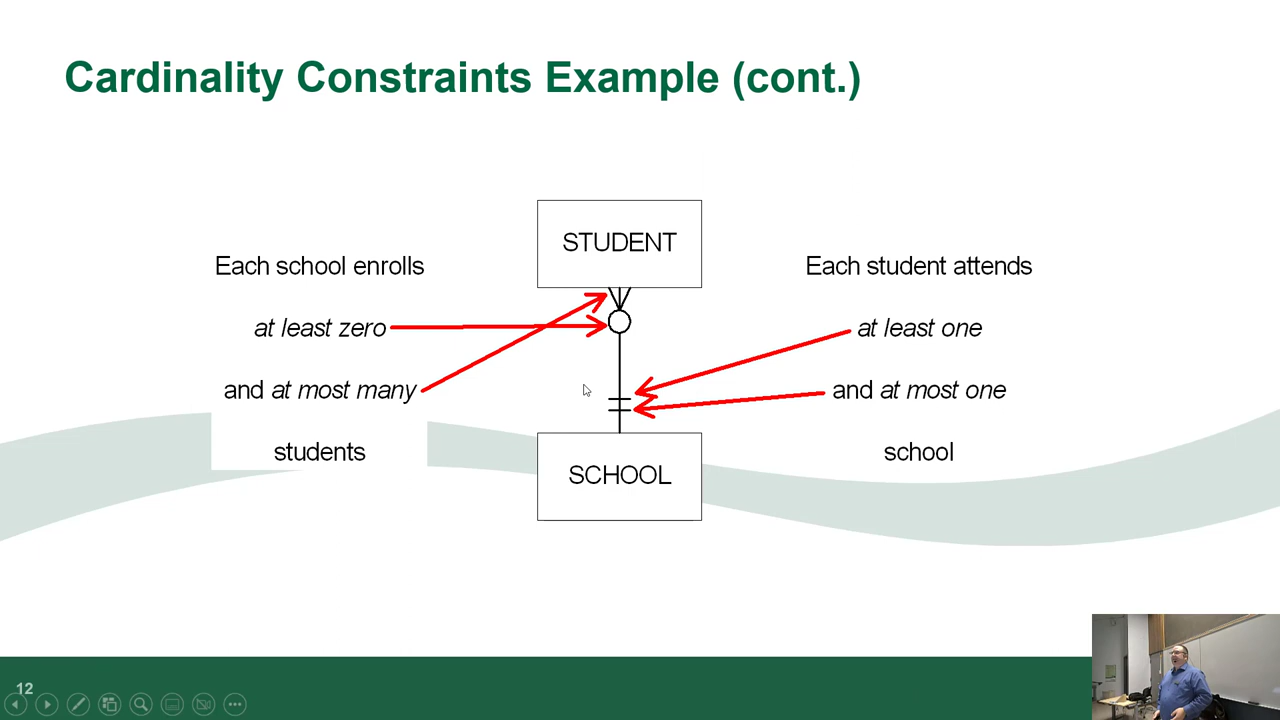 Cardinality Constraints Example (cont.)
Each school enrolls
at least zero
and at most many
students
STUDENT
SCHOOL
Each student attends
at least one
and at most one
school
12